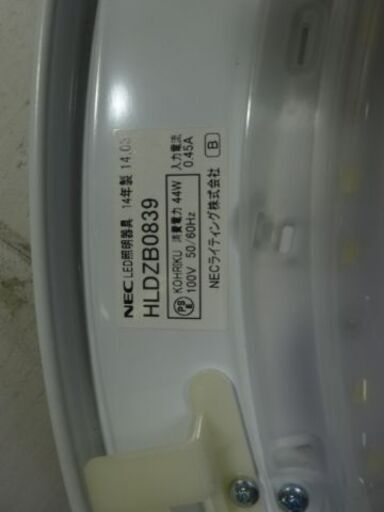 NEC LED照明器具 14年製 14.03
HLDZB0839
KOHRIKU 消費電力 44W 入力電流
100V 50/60Hz 0.45A
PS E
NECライティング株式会社 B